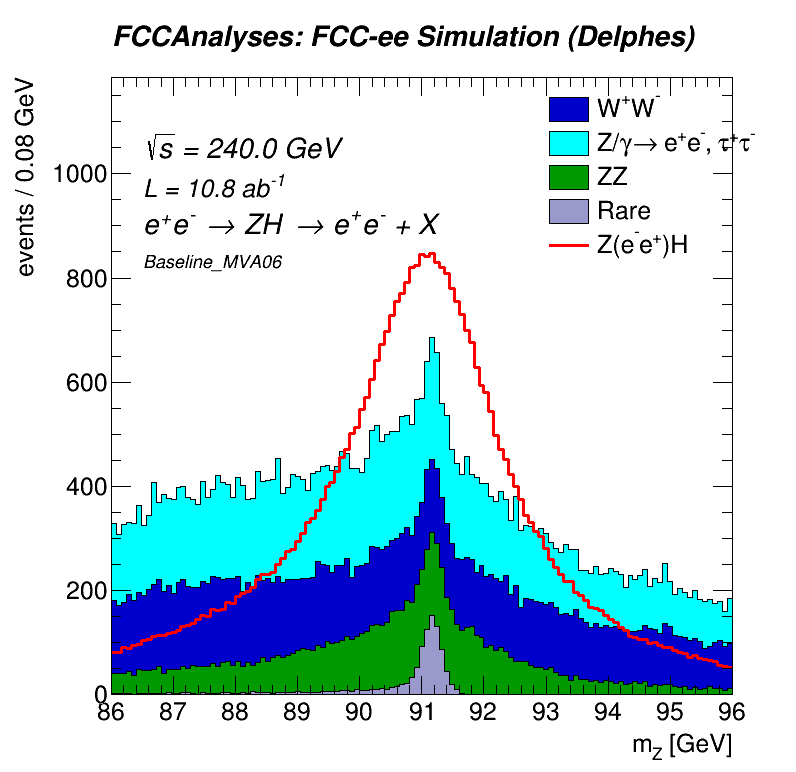 FCCAnalyses: FCC-ee Simulation (Delphes)
events / 0.08 GeV
√s = 240.0 GeV
L = 10.8 ab⁻¹
e⁺e⁻ → ZH → e⁺e⁻ + X
Baseline_MVA06
W⁺W⁻
Z/γ→ e⁺e⁻, τ⁺τ⁻
ZZ
Rare
Z(e⁻e⁺)H
1000
800
600
400
200
0
86 87 88 89 90 91 92 93 94 95 96
m_Z [GeV]